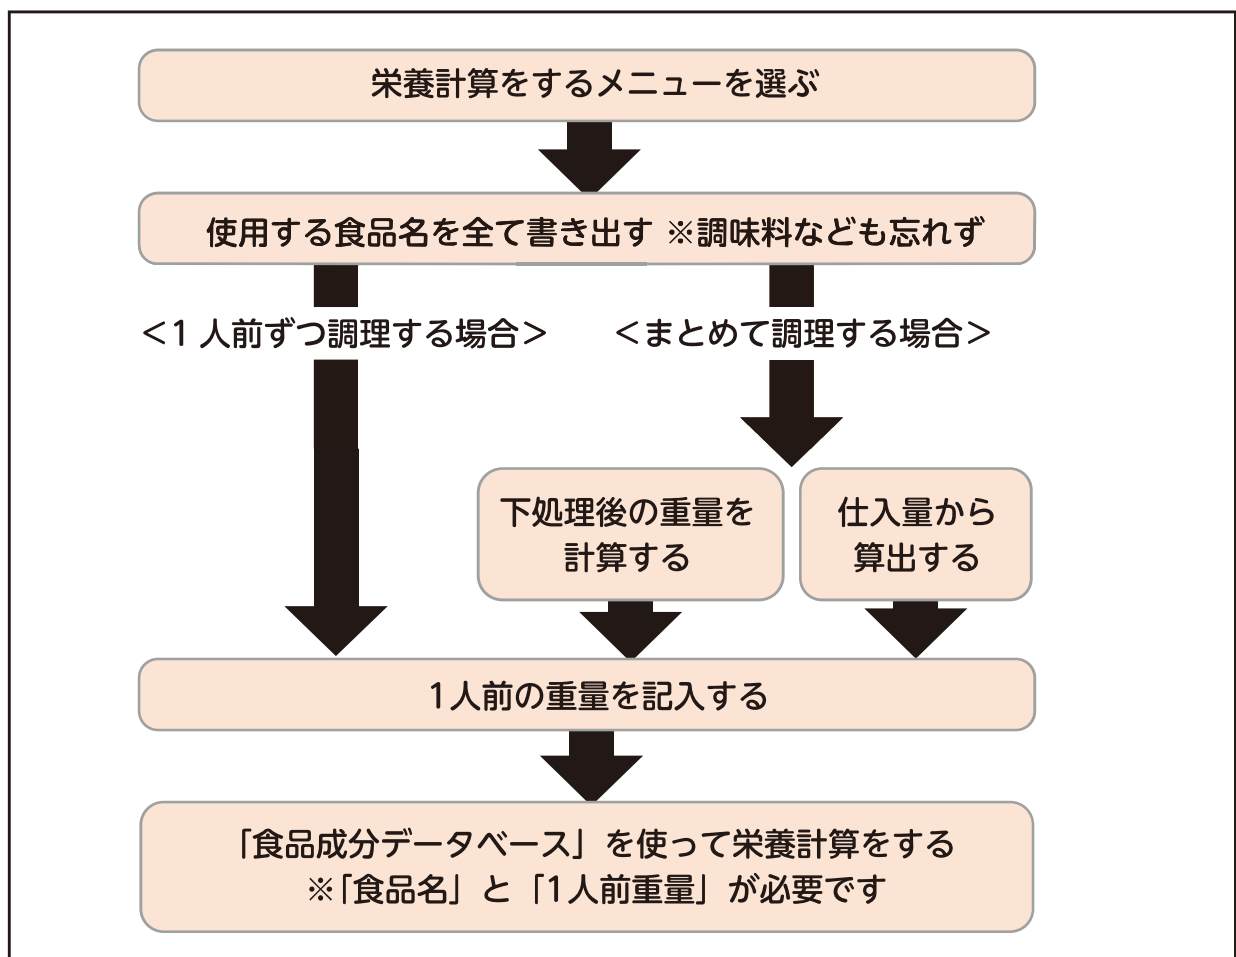 栄養計算をするメニューを選ぶ
使用する食品名を全て書き出す ※調味料なども忘れず
＜1人前ずつ調理する場合＞
＜まとめて調理する場合＞
下処理後の重量を
計算する
仕入量から
算出する
1人前の重量を記入する
「食品成分データベース」を使って栄養計算をする
※「食品名」と「1人前重量」が必要です